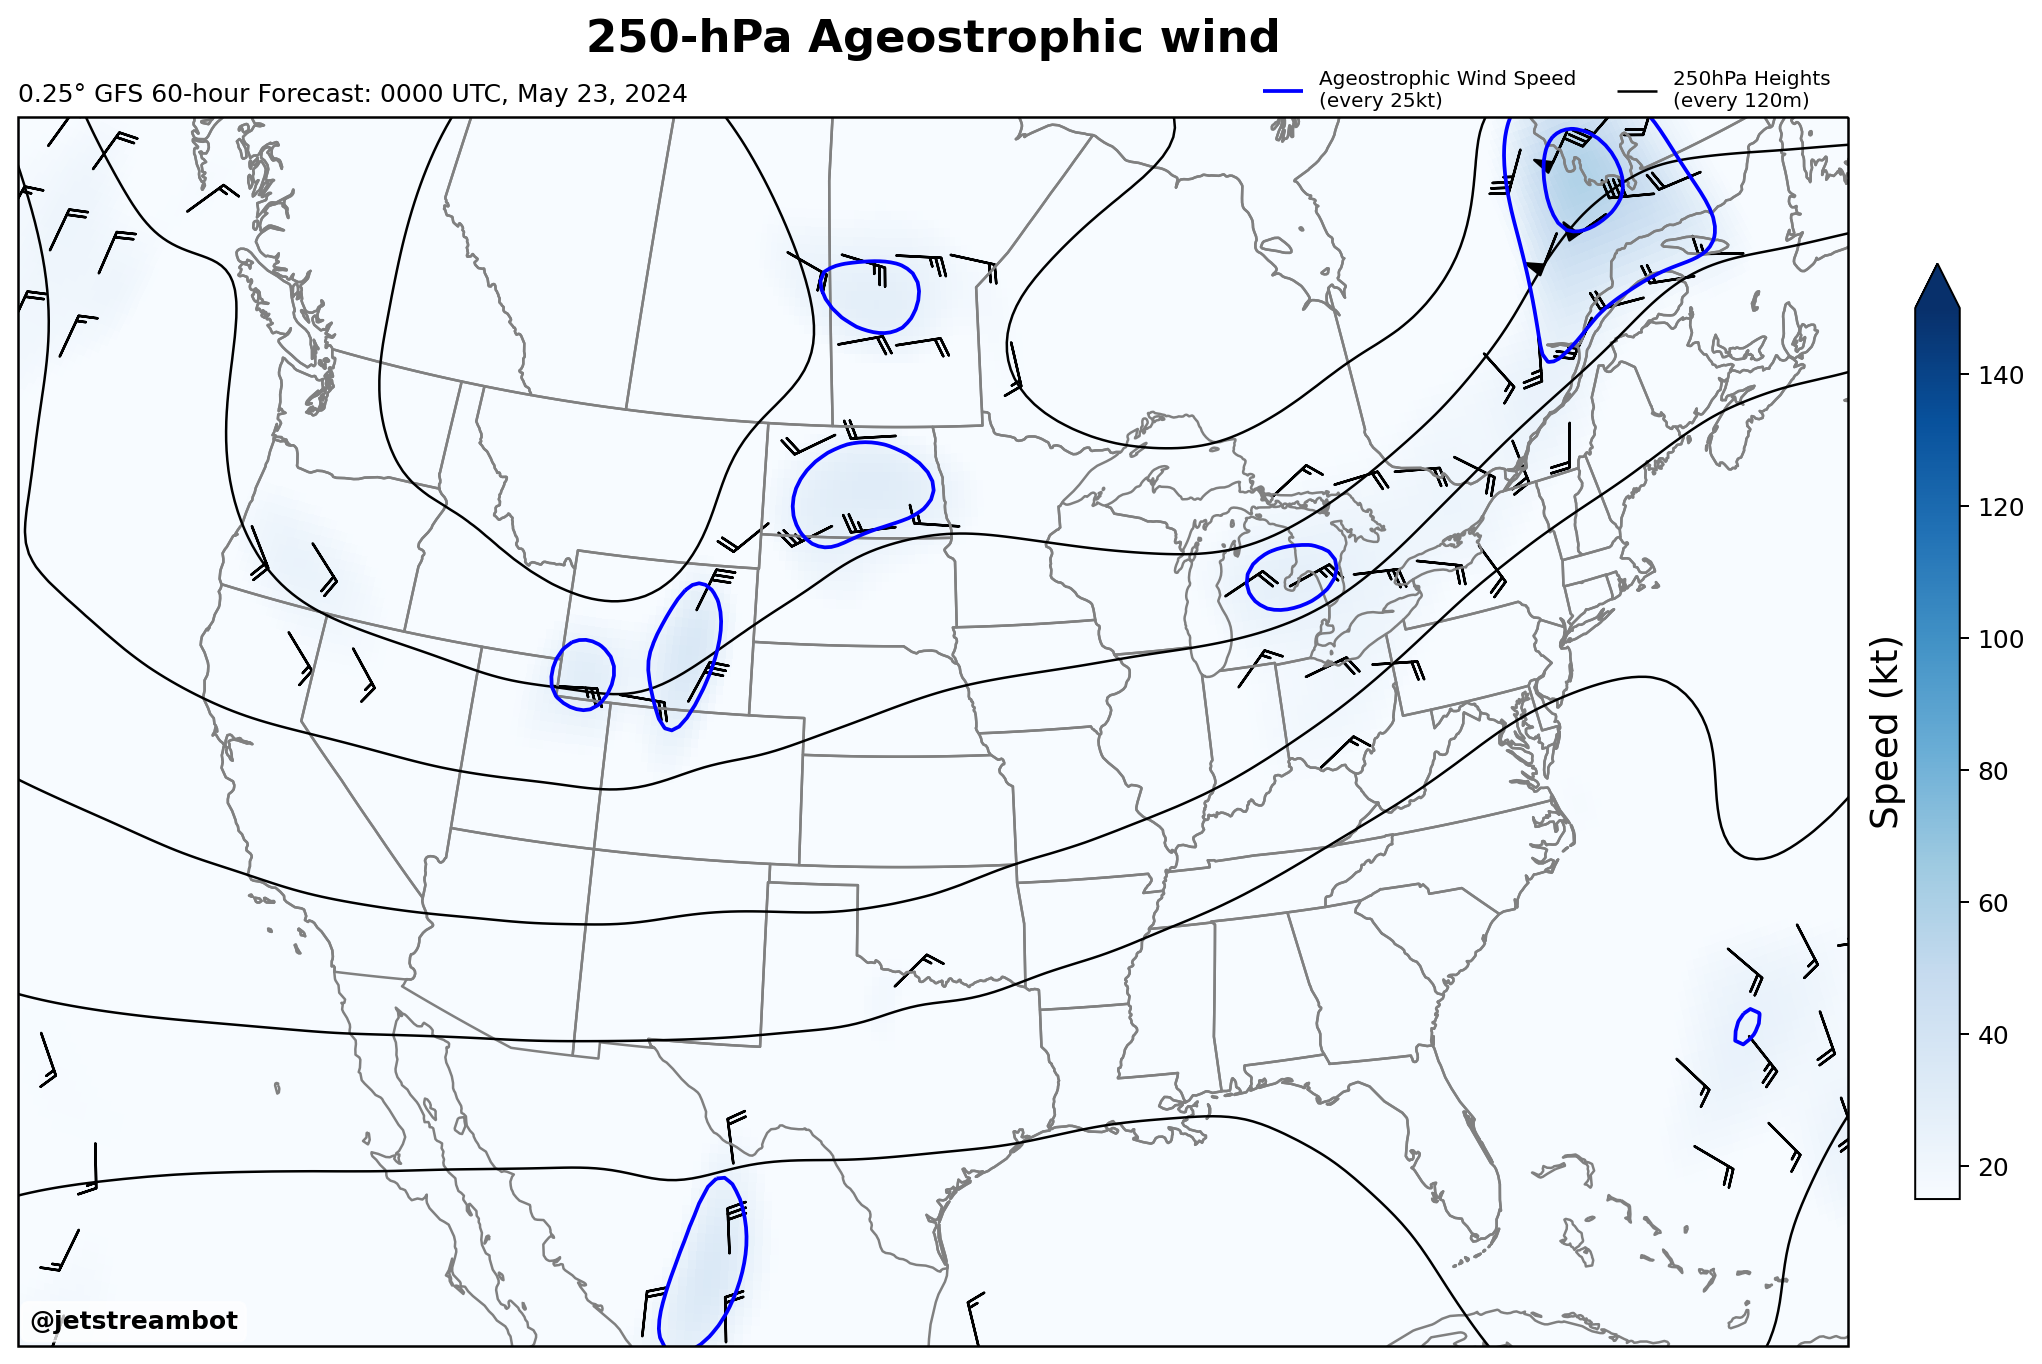 250-hPa Ageostrophic wind
0.25° GFS 60-hour Forecast: 0000 UTC, May 23, 2024
Ageostrophic Wind Speed
(every 25kt)
250hPa Heights
(every 120m)
140
120
100
80
60
40
20
Speed (kt)
@jetstreambot